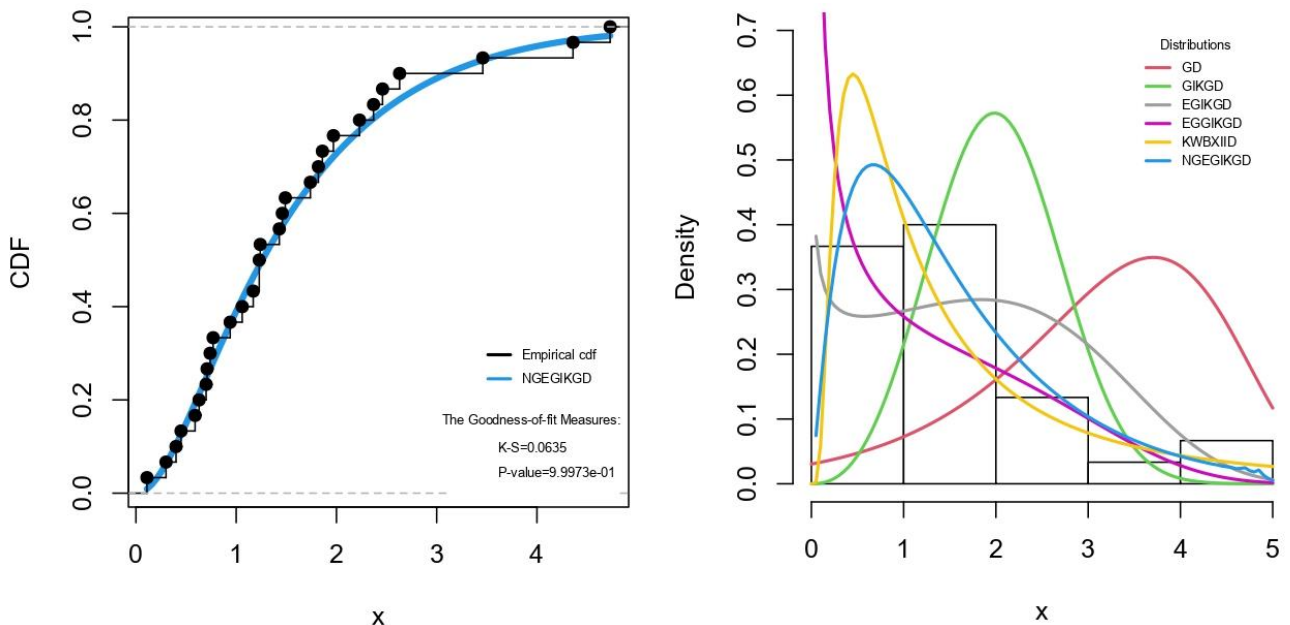 CDF
1.0
0.8
0.6
0.4
0.2
0.0
Empirical cdf
NGEGIKGD
The Goodness-of-fit Measures:
K-S=0.0635
P-value=9.9973e-01
0 1 2 3 4
x
Density
0.7
0.6
0.5
0.4
0.3
0.2
0.1
0.0
Distributions
GD
GIKGD
EGIKGD
EGGIKGD
KWBXIID
NGEGIKGD
0 1 2 3 4 5
x